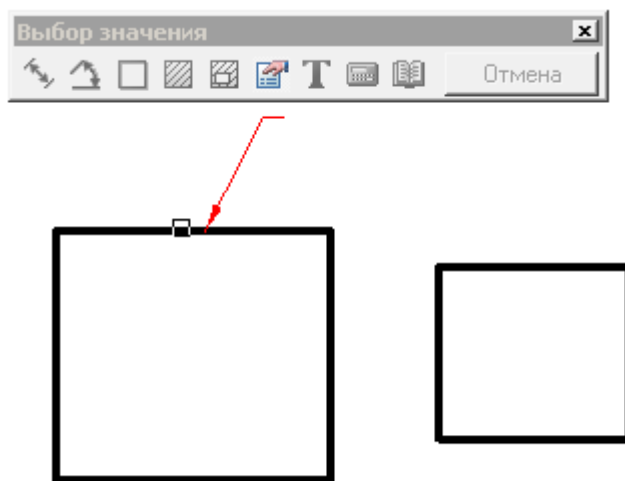 Выбор значения
Отмена